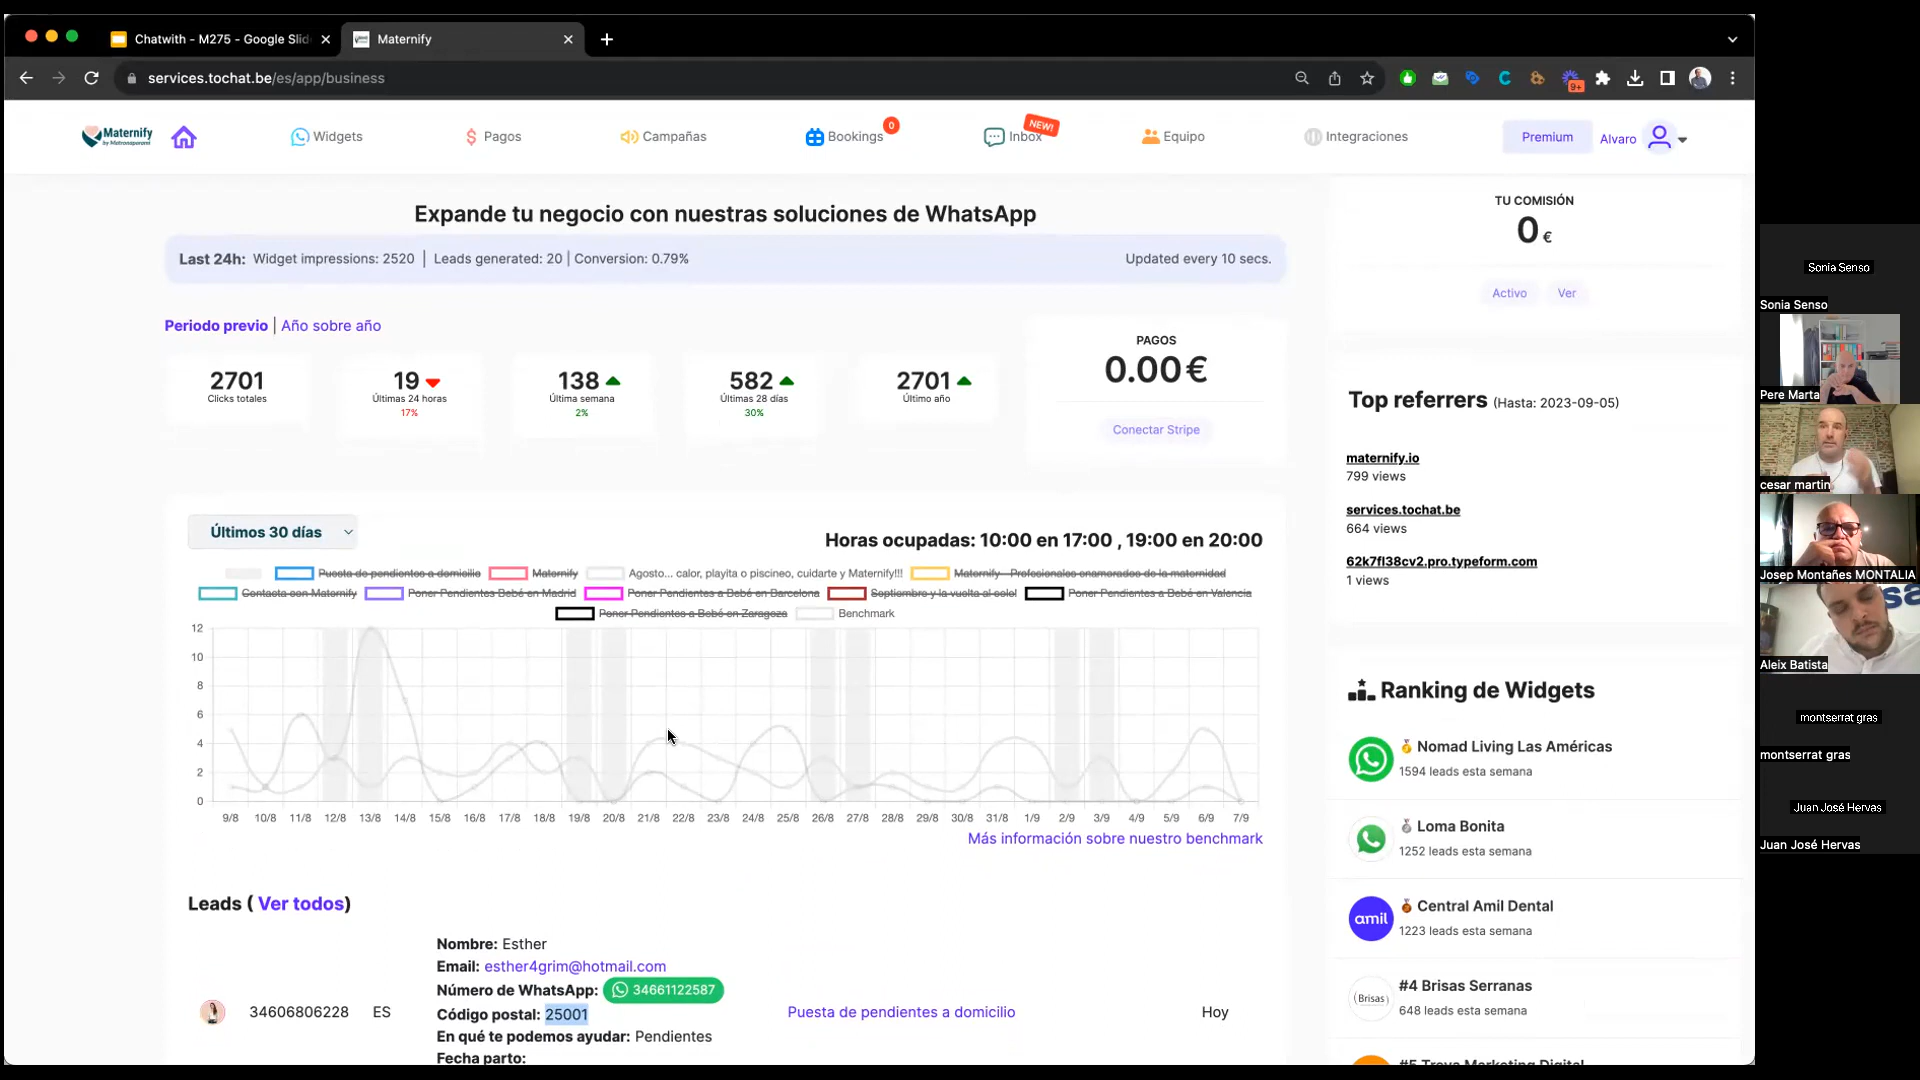 Chatwith - M275 - Google Slid
Maternify
services.tochat.be/es/app/business
9+
Maternify
by Matronaparami
Widgets
Pagos
Campañas
Bookings
0
Inbox
NEW!
Equipo
Integraciones
Premium
Alvaro
Expande tu negocio con nuestras soluciones de WhatsApp
Last 24h: Widget impressions: 2520 | Leads generated: 20 | Conversion: 0.79%
Updated every 10 secs.
Periodo previo | Año sobre año
2701
Clicks totales
19
Últimas 24 horas
17%
138
Última semana
2%
582
Últimas 28 días
30%
2701
Último año
PAGOS
0.00€
Conectar Stripe
TU COMISIÓN
0 €
Activo
Ver
Top referrers (Hasta: 2023-09-05)
maternify.io
799 views
services.tochat.be
664 views
62k7fl38cv2.pro.typeform.com
1 views
Últimos 30 días
Horas ocupadas: 10:00 en 17:00 , 19:00 en 20:00
Puesta de pendientes a domicilio
Maternify
Agosto... calor, playita o piscineo, cuidarte y Maternify!!!
Maternify - Profesionales enamorados de la maternidad
Contacta con Maternify
Poner Pendientes Bebé en Madrid
Poner Pendientes a Bebé en Barcelona
Septiembre y la vuelta al cole!
Poner Pendientes a Bebé en Valencia
Poner Pendientes a Bebé en Zaragoza
Benchmark
12
10
8
6
4
2
0
9/8 10/8 11/8 12/8 13/8 14/8 15/8 16/8 17/8 18/8 19/8 20/8 21/8 22/8 23/8 24/8 25/8 26/8 27/8 28/8 29/8 30/8 31/8 1/9 2/9 3/9 4/9 5/9 6/9 7/9
Más información sobre nuestro benchmark
Ranking de Widgets
Nomad Living Las Américas
1594 leads esta semana
Loma Bonita
1252 leads esta semana
amil
Central Amil Dental
1223 leads esta semana
Brisas
#4 Brisas Serranas
648 leads esta semana
#5 Troya Marketing Digital
Leads ( Ver todos)
34606806228
ES
Nombre: Esther
Email: esther4grim@hotmail.com
Número de WhatsApp: 34661122587
Código postal: 25001
En qué te podemos ayudar: Pendientes
Fecha parto:
Puesta de pendientes a domicilio
Hoy
Sonia Senso
Sonia Senso
Pere Marta
cesar martin
Josep Montañes MONTALIA
Aleix Batista
montserrat gras
montserrat gras
Juan José Hervas
Juan José Hervas